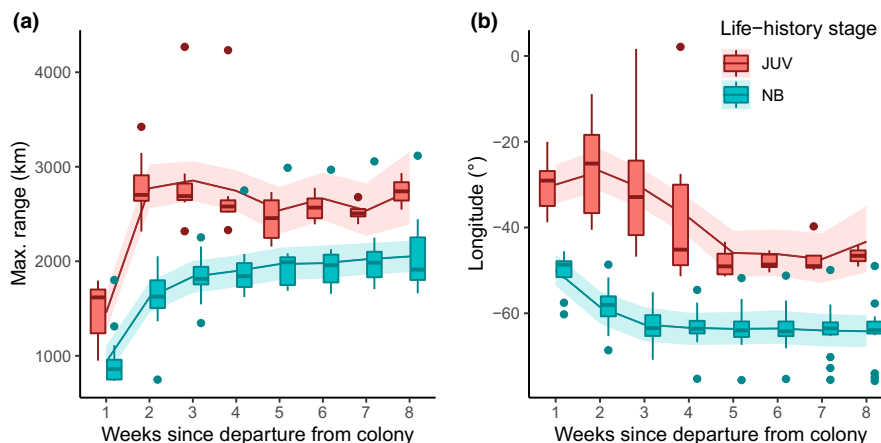 (a)
Max. range (km)
4000
3000
2000
1000
1 2 3 4 5 6 7 8
Weeks since departure from colony
(b)
Life−history stage
JUV
NB
Longitude (°)
0
−20
−40
−60
1 2 3 4 5 6 7 8
Weeks since departure from colony